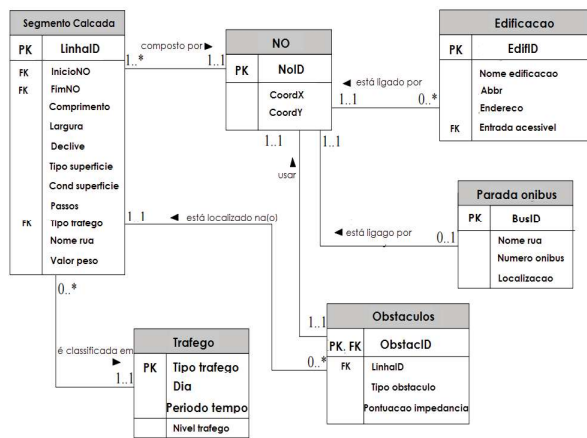 Segmento Calcada
PK LinhaID
FK InicioNO
FK FimNO
Comprimento
Largura
Declive
Tipo superficie
Cond superficie
Passos
FK Tipo trafego
Nome rua
Valor peso
composto por
1..*
1..1
NO
PK NoID
CoordX
CoordY
está ligado por
1..1
0..*
Edificacao
PK EdifID
Nome edificacao
Abbr
Endereco
FK Entrada acessivel
1..1
1..1
usar
Parada onibus
PK BusID
Nome rua
Numero onibus
Localizacao
1 1
está localizado na(o)
está ligago por
0..1
0..*
é classificada em
1..1
Trafego
PK Tipo trafego
Dia
Periodo tempo
Nivel trafego
1..1
0..*
Obstaculos
PK, FK ObstacID
FK LinhaID
Tipo obstaculo
Pontuacao impedancia